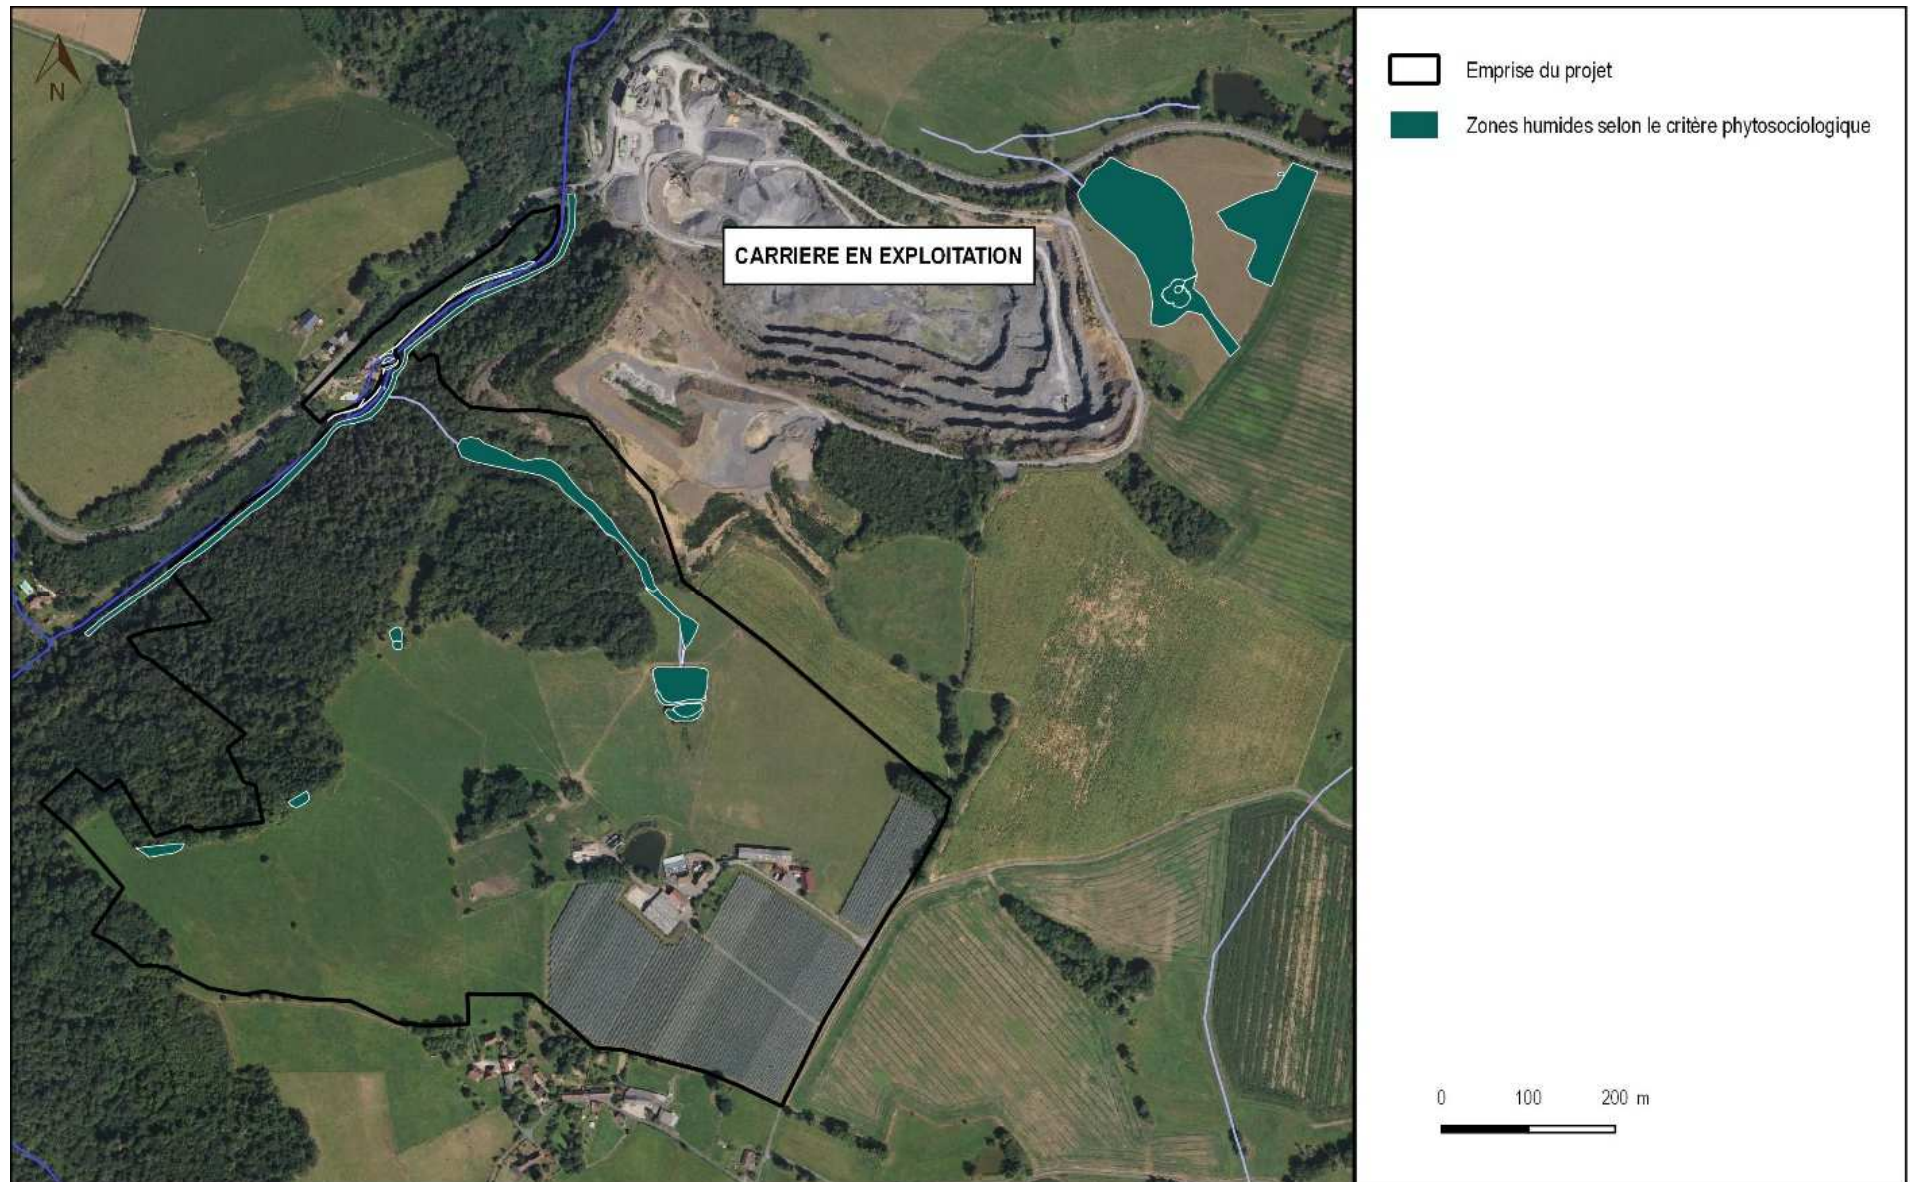 N
CARRIERE EN EXPLOITATION
Emprise du projet
Zones humides selon le critère phytosociologique
0 100 200 m